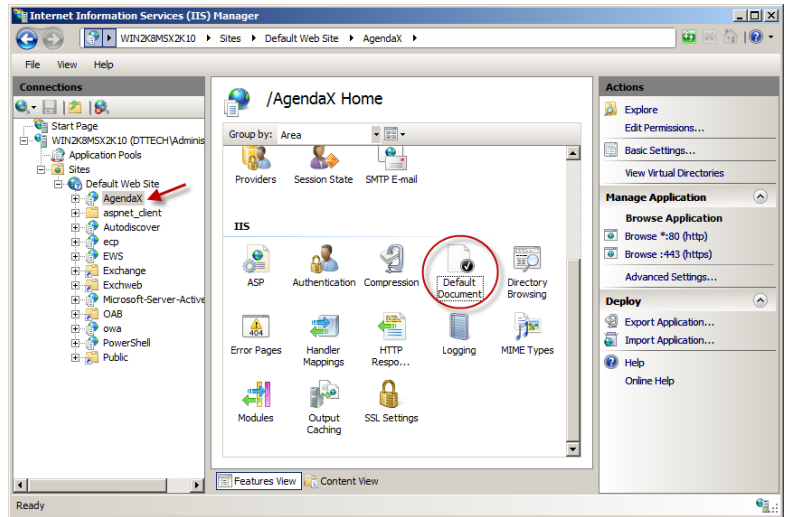 Internet Information Services (IIS) Manager
WIN2K8MSX2K10 Sites Default Web Site AgendaX
File View Help
Connections
Start Page
WIN2K8MSX2K10 (DTTECH\Adminis
Application Pools
Sites
Default Web Site
AgendaX
aspnet_client
Autodiscover
ecp
EWS
Exchange
Exchweb
Microsoft-Server-Active
OAB
owa
PowerShell
Public
/AgendaX Home
Group by: Area
Providers Session State SMTP E-mail
IIS
ASP Authentication Compression Default Document Directory Browsing
404
Error Pages Handler Mappings HTTP Respo... Logging MIME Types
Modules Output Caching SSL Settings
Features View Content View
Actions
Explore
Edit Permissions...
Basic Settings...
View Virtual Directories
Manage Application
Browse Application
Browse *:80 (http)
Browse :443 (https)
Advanced Settings...
Deploy
Export Application...
Import Application...
Help
Online Help
Ready